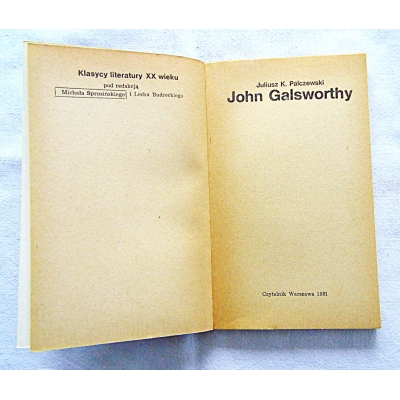 Klasycy literatury XX wieku
pod redakcją
Michała Sprusińskiego i Lecha Budreckiego
Juliusz K. Palczewski
John Galsworthy
Czytelnik Warszawa 1981